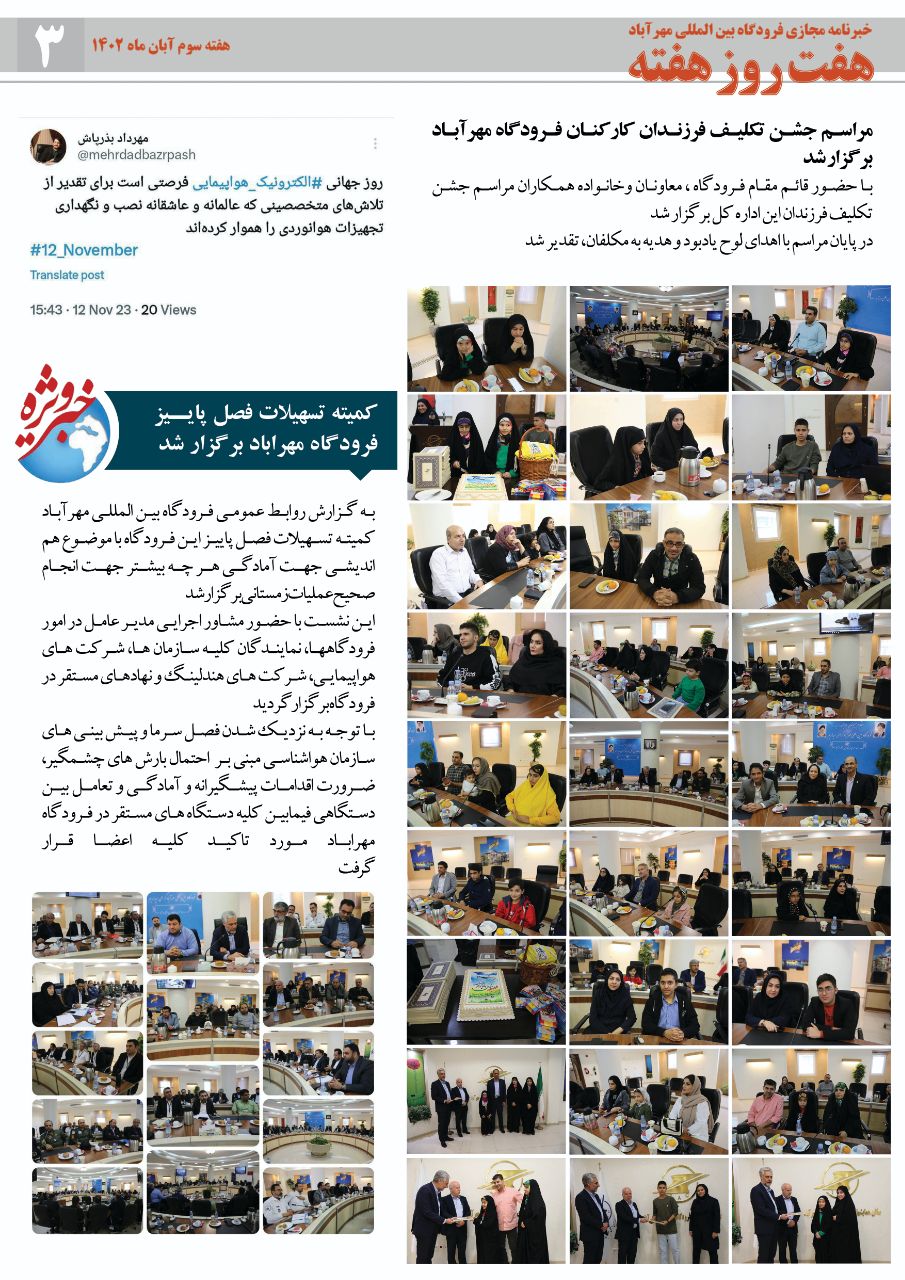 خبرنامه مجازی فرودگاه بین المللی مهرآباد
هفت روز هفته
هفته سوم آبان ماه ۱۴۰۲
۳
مراسم جشن تکلیف فرزندان کارکنان فرودگاه مهرآباد
برگزارشد
با حضور قائم مقام فرودگاه ، معاونان وخانواده همکاران مراسم جشن
تکلیف فرزندان این اداره کل برگزار شد
در پایان مراسم با اهدای لوح یادبود و هدیه به مکلفان، تقدیر شد
مهرداد بذرپاش
@mehrdadbazrpash
روز جهانی #الکترونیک_هواپیمایی فرصتی است برای تقدیر از
تلاش‌های متخصصینی که عالمانه و عاشقانه نصب و نگهداری
تجهیزات هوانوردی را هموار کرده‌اند
#12_November
Translate post
15:43 · 12 Nov 23 · 20 Views
خبر ویژه
کمیته تسهیلات فصل پاییز
فرودگاه مهراباد برگزار شد
به گزارش روابط عمومی فرودگاه بین المللی مهرآباد
کمیته تسهیلات فصل پاییز این فرودگاه با موضوع هم
اندیشی جهت آمادگی هر چه بیشتر جهت انجام
صحیح عملیات زمستانی برگزار شد
این نشست با حضور مشاور اجرایی مدیر عامل در امور
فرودگاهها، نمایندگان کلیه سازمان ها، شرکت های
هواپیمایی، شرکت های هندلینگ و نهادهای مستقر در
فرودگاه برگزار گردید
با توجه به نزدیک شدن فصل سرما و پیش بینی های
سازمان هواشناسی مبنی بر احتمال بارش های چشمگیر،
ضرورت اقدامات پیشگیرانه و آمادگی و تعامل بین
دستگاهی فیمابین کلیه دستگاه های مستقر در فرودگاه
مهراباد مورد تاکید کلیه اعضا قرار
گرفت